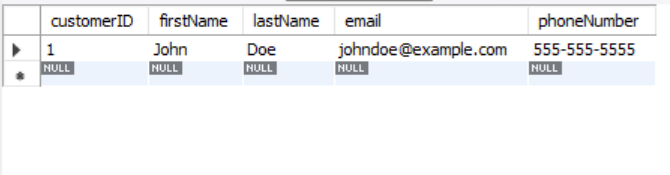 customerID firstName lastName email phoneNumber
1 John Doe johndoe@example.com 555-555-5555
NULL NULL NULL NULL NULL